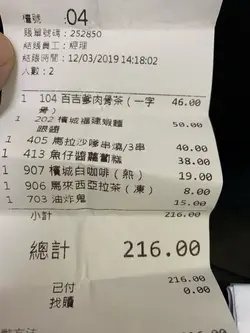 檯號 :04
賬單號碼：252850
結賬員工：經理
結賬時間：12/03/2019 14:18:02
人數：2
1 104 百吉爹肉骨茶（一字骨） 46.00
1 202 檳城福建蝦麵 50.00
跟翅
1 405 馬拉沙嗲串燒/3串 40.00
1 413 魚仔醬蘿蔔糕 38.00
1 907 檳城白咖啡（熱） 19.00
1 906 馬來西亞拉茶（凍） 8.00
1 703 油炸鬼 15.00
小計 216.00
總計 216.00
216.00
已付 0.00
找贖